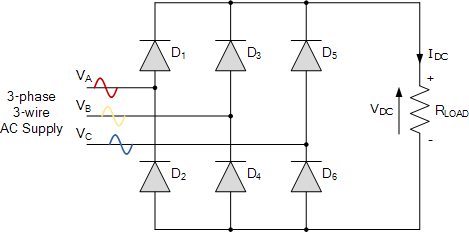 D1
D3
D5
IDC
VA
+
3-phase
3-wire
AC Supply
VB
VDC
RLOAD
VC
-
D2
D4
D6